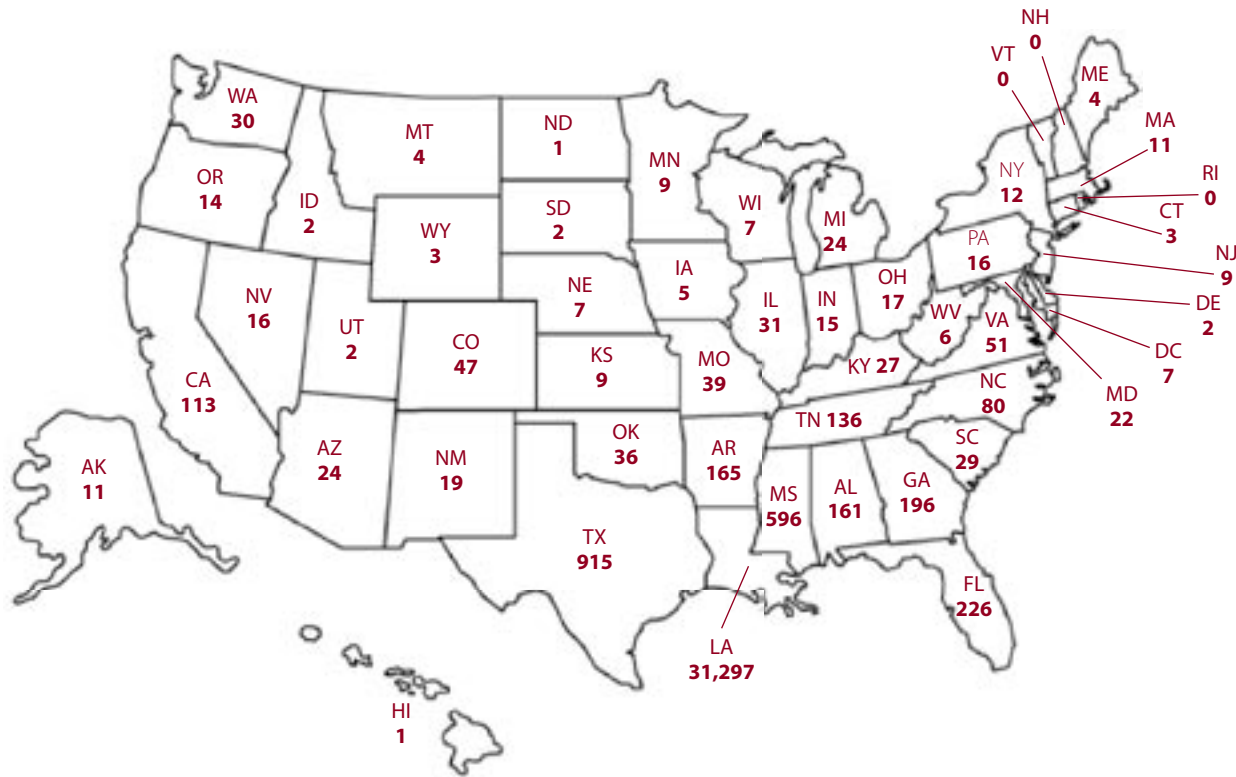 NH
0
VT
0
ME
4
WA
30
MT
4
ND
1
MN
9
MA
11
OR
14
ID
2
SD
2
WI
7
MI
24
NY
12
RI
0
CT
3
WY
3
PA
16
NJ
9
IA
5
NE
7
OH
17
NV
16
IL
31
IN
15
DE
2
UT
2
CO
47
WV
6
VA
51
KS
9
MO
39
KY 27
DC
7
CA
113
NC
80
MD
22
TN 136
OK
36
AR
165
SC
29
AZ
24
NM
19
AK
11
MS
596
AL
161
GA
196
TX
915
FL
226
LA
31,297
HI
1